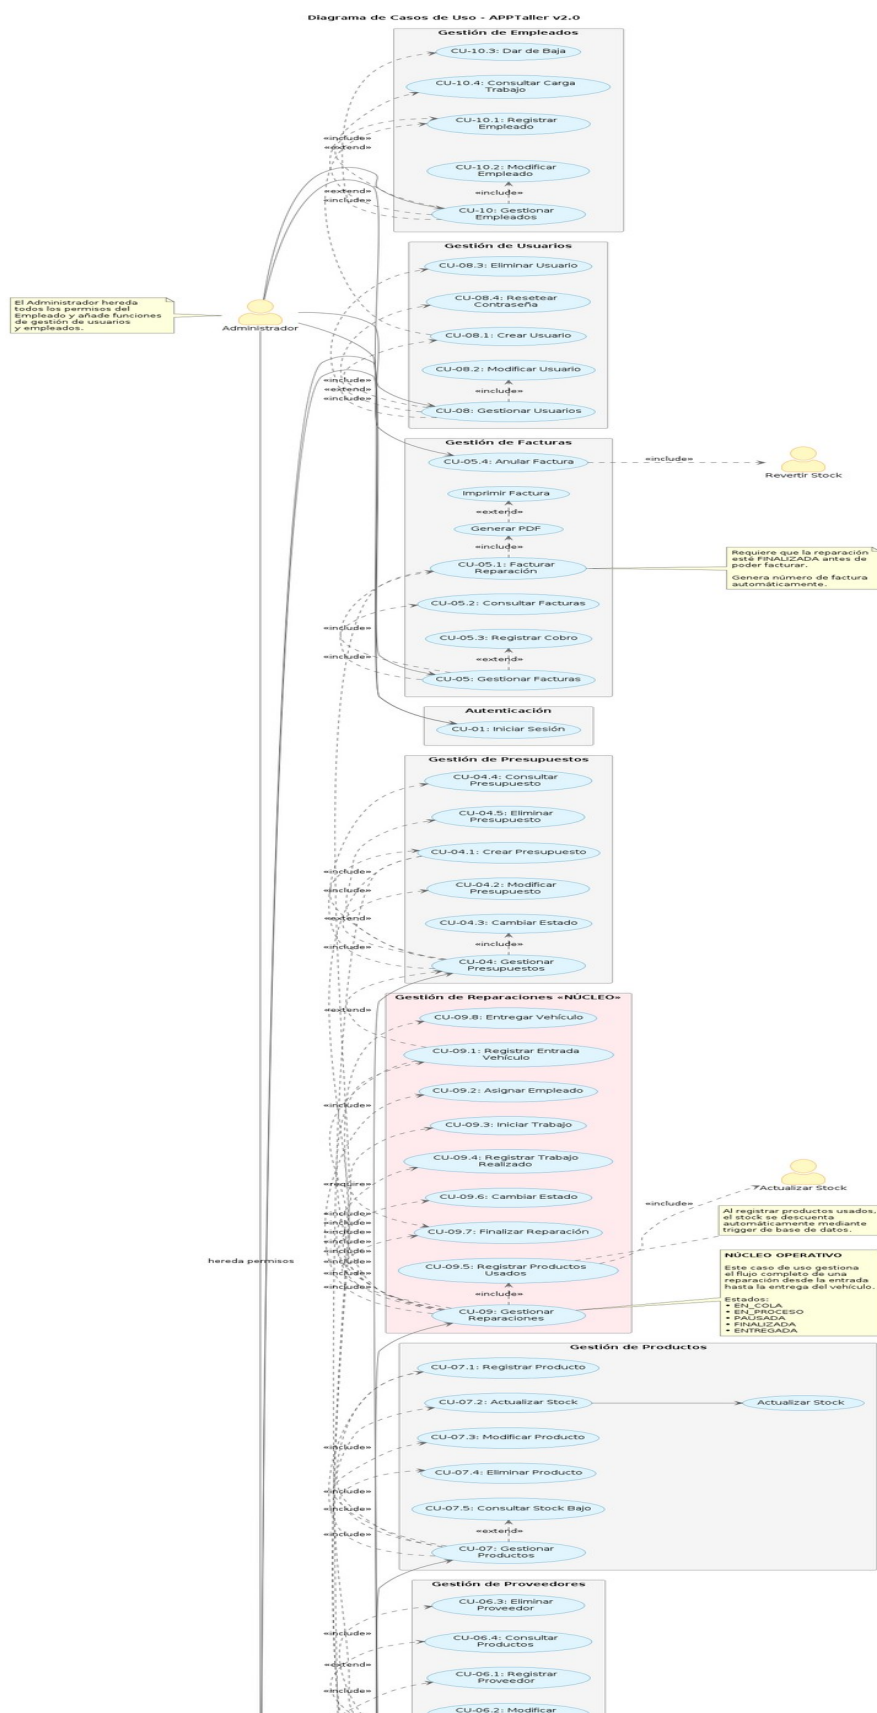 Diagrama de Casos de Uso - APPTaller v2.0
Gestión de Empleados
CU-10.3: Dar de Baja
CU-10.4: Consultar Carga
Trabajo
CU-10.1: Registrar
Empleado
«include»
«extend»
CU-10.2: Modificar
Empleado
«extend»
«include»
«include»
CU-10: Gestionar
Empleados
Gestión de Usuarios
CU-08.3: Eliminar Usuario
CU-08.4: Resetear
Contraseña
El Administrador hereda
todos los permisos del
Empleado y añade funciones
de gestión de usuarios
y empleados.
Administrador
CU-08.1: Crear Usuario
CU-08.2: Modificar Usuario
«include»
«extend»
«include»
«include»
CU-08: Gestionar Usuarios
Gestión de Facturas
CU-05.4: Anular Factura
«include»
Revertir Stock
Imprimir Factura
«extend»
Generar PDF
«include»
CU-05.1: Facturar
Reparación
Requiere que la reparación
esté FINALIZADA antes de
poder facturar.
Genera número de factura
automáticamente.
CU-05.2: Consultar Facturas
«include»
CU-05.3: Registrar Cobro
«include»
«extend»
CU-05: Gestionar Facturas
Autenticación
CU-01: Iniciar Sesión
Gestión de Presupuestos
CU-04.4: Consultar
Presupuesto
CU-04.5: Eliminar
Presupuesto
CU-04.1: Crear Presupuesto
«include»
«include»
CU-04.2: Modificar
Presupuesto
«extend»
CU-04.3: Cambiar Estado
«include»
«include»
CU-04: Gestionar
Presupuestos
Gestión de Reparaciones «NÚCLEO»
«extend»
CU-09.8: Entregar Vehículo
CU-09.1: Registrar Entrada
Vehículo
CU-09.2: Asignar Empleado
«include»
CU-09.3: Iniciar Trabajo
CU-09.4: Registrar Trabajo
Realizado
«require»
Actualizar Stock
CU-09.6: Cambiar Estado
«include»
«include»
«include»
«include»
«include»
«include»
«include»
«include»
CU-09.7: Finalizar Reparación
Al registrar productos usados,
el stock se descuenta
automáticamente mediante
trigger de base de datos.
hereda permisos
CU-09.5: Registrar Productos
Usados
«include»
CU-09: Gestionar
Reparaciones
NÚCLEO OPERATIVO
Este caso de uso gestiona
el flujo completo de una
reparación desde la entrada
hasta la entrega del vehículo.
Estados:
• EN_COLA
• EN_PROCESO
• PAUSADA
• FINALIZADA
• ENTREGADA
Gestión de Productos
CU-07.1: Registrar Producto
CU-07.2: Actualizar Stock
Actualizar Stock
«include»
CU-07.3: Modificar Producto
CU-07.4: Eliminar Producto
«include»
«include»
CU-07.5: Consultar Stock Bajo
«include»
«extend»
CU-07: Gestionar
Productos
Gestión de Proveedores
CU-06.3: Eliminar
Proveedor
«include»
CU-06.4: Consultar
Productos
«extend»
CU-06.1: Registrar
Proveedor
«include»
CU-06.2: Modificar